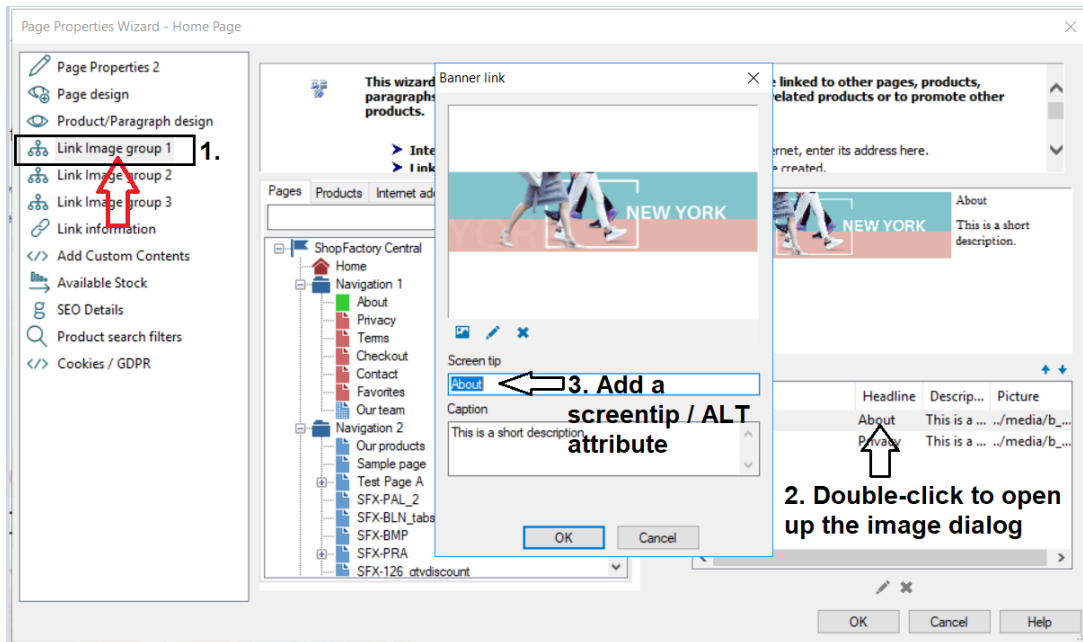 Page Properties Wizard - Home Page
Page Properties 2
Page design
Product/Paragraph design
Link Image group 1
1.
Link Image group 2
Link Image group 3
Link information
Add Custom Contents
Available Stock
SEO Details
Product search filters
Cookies / GDPR
This wizard
paragraphs
products.
Inte
Link
linked to other pages, products,
related products or to promote other
ernet, enter its address here.
created.
Pages
Products
Internet ad
ShopFactory Central
Home
Navigation 1
About
Privacy
Terms
Checkout
Contact
Favorites
Our team
Navigation 2
Our products
Sample page
Test Page A
SFX-PAL_2
SFX-BLN_tabs
SFX-BMP
SFX-PRA
SFX-126_qtydiscount
Banner link
NEW YORK
YORK
Screen tip
About
Caption
This is a short description.
OK
Cancel
3. Add a
screentip / ALT
attribute
NEW YORK
About
This is a short
description.
Headline
Descrip...
Picture
About
This is a ...
../media/b_...
Privacy
This is a ...
../media/b_...
2. Double-click to open
up the image dialog
OK
Cancel
Help